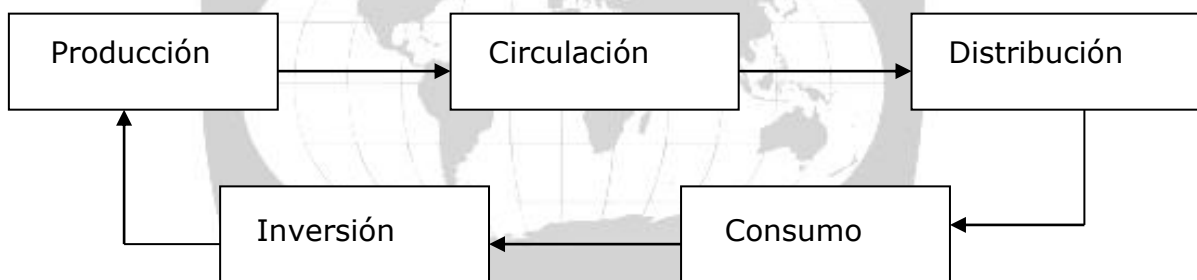 Producción
Circulación
Distribución
Inversión
Consumo